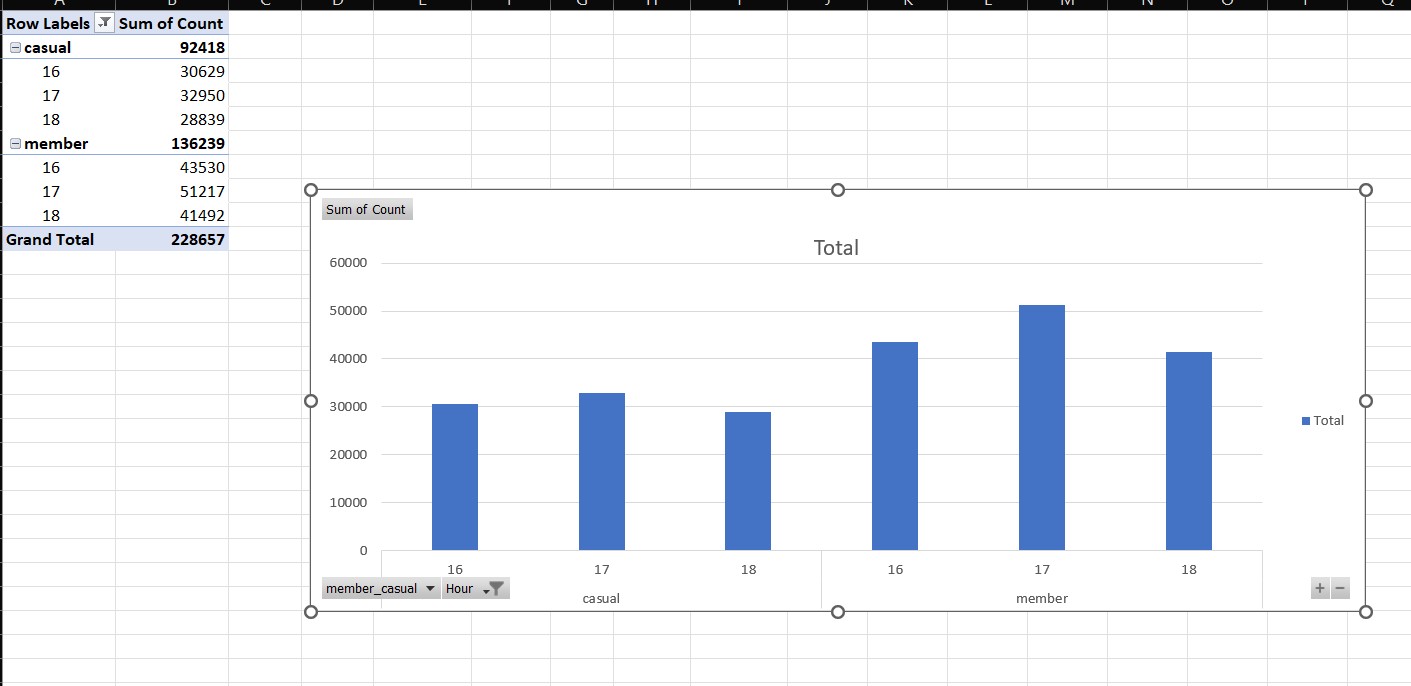 Row Labels Sum of Count
casual 92418
16 30629
17 32950
18 28839
member 136239
16 43530
17 51217
18 41492
Grand Total 228657
Sum of Count
Total
60000
50000
40000
30000
20000
10000
0
Total
16 17 18 16 17 18
member_casual Hour
casual member